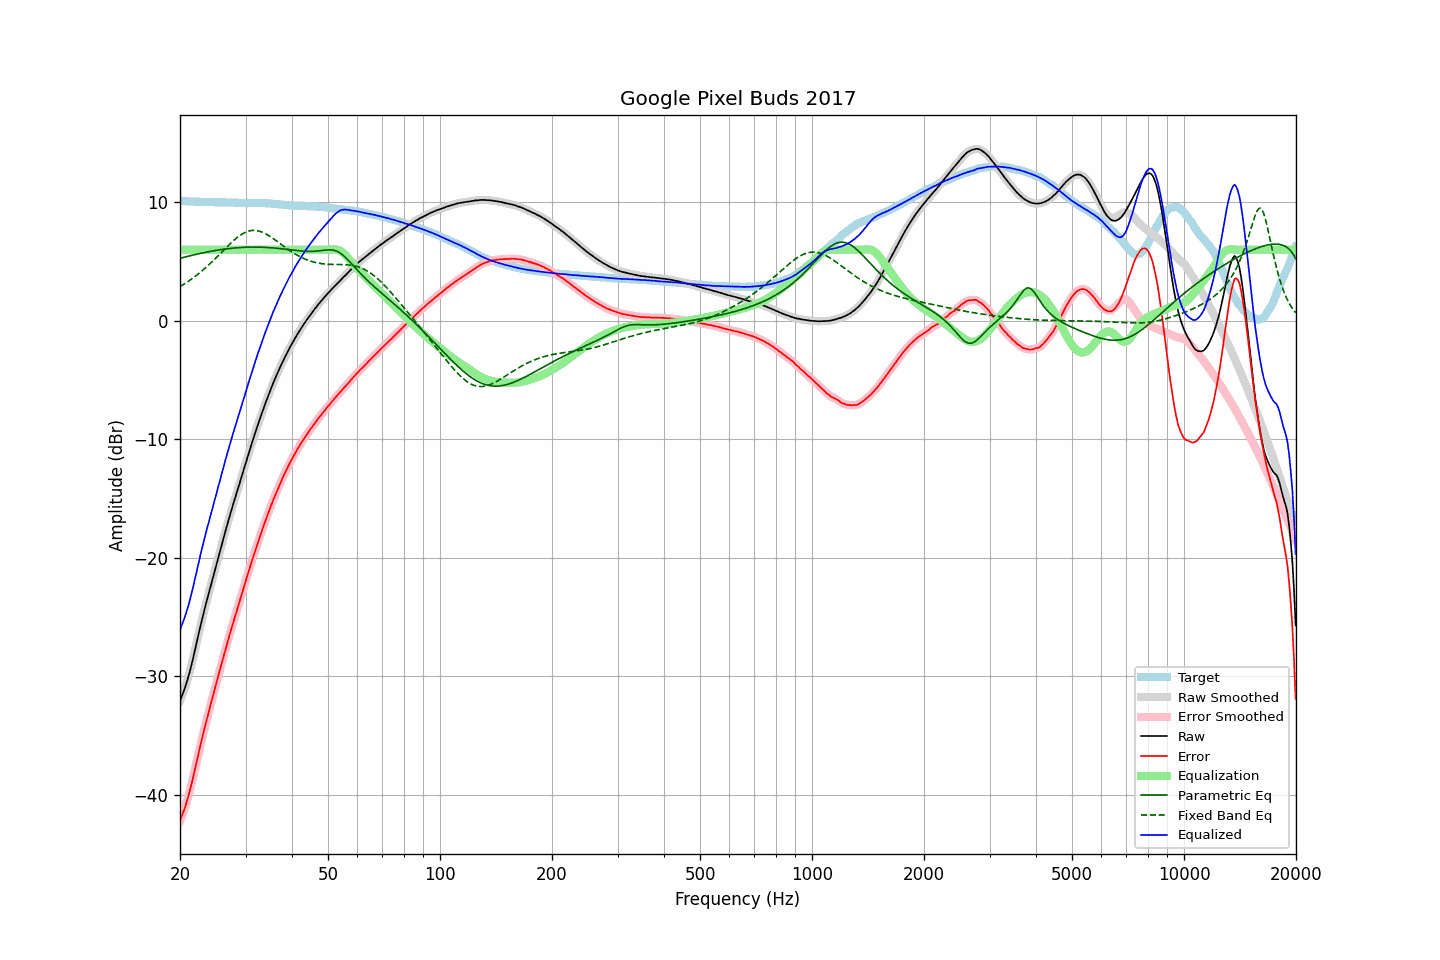 Google Pixel Buds 2017
Amplitude (dBr)
10
0
−10
−20
−30
−40
Target
Raw Smoothed
Error Smoothed
Raw
Error
Equalization
Parametric Eq
Fixed Band Eq
Equalized
20 50 100 200 500 1000 2000 5000 10000 20000
Frequency (Hz)